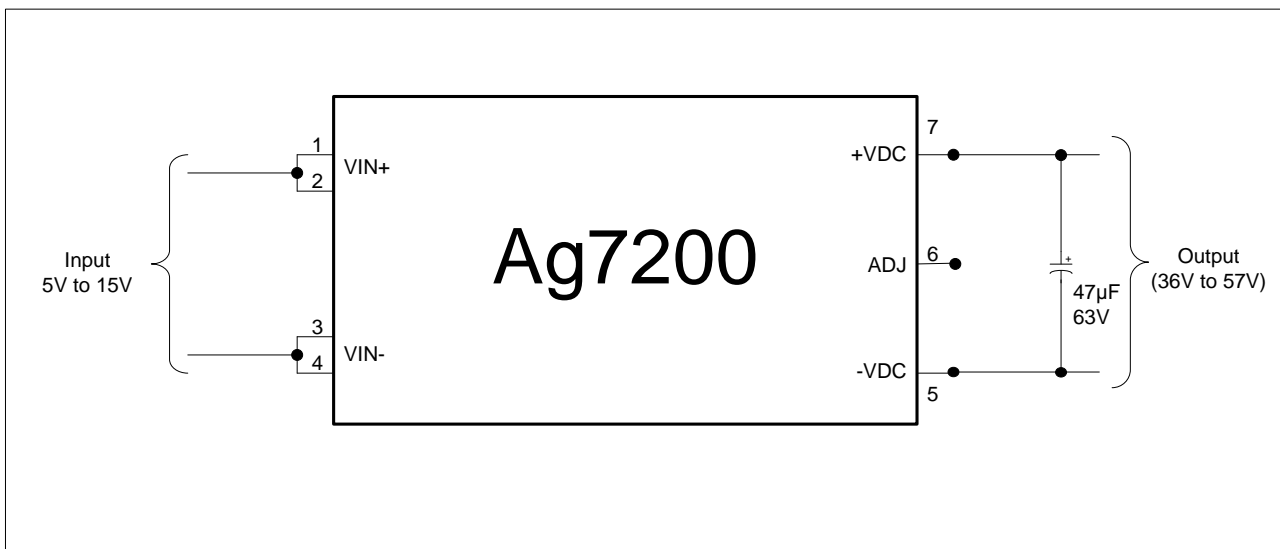 Input
5V to 15V
1
2
VIN+
3
4
VIN-
Ag7200
7
+VDC
ADJ
6
-VDC
5
+
47µF
63V
Output
(36V to 57V)